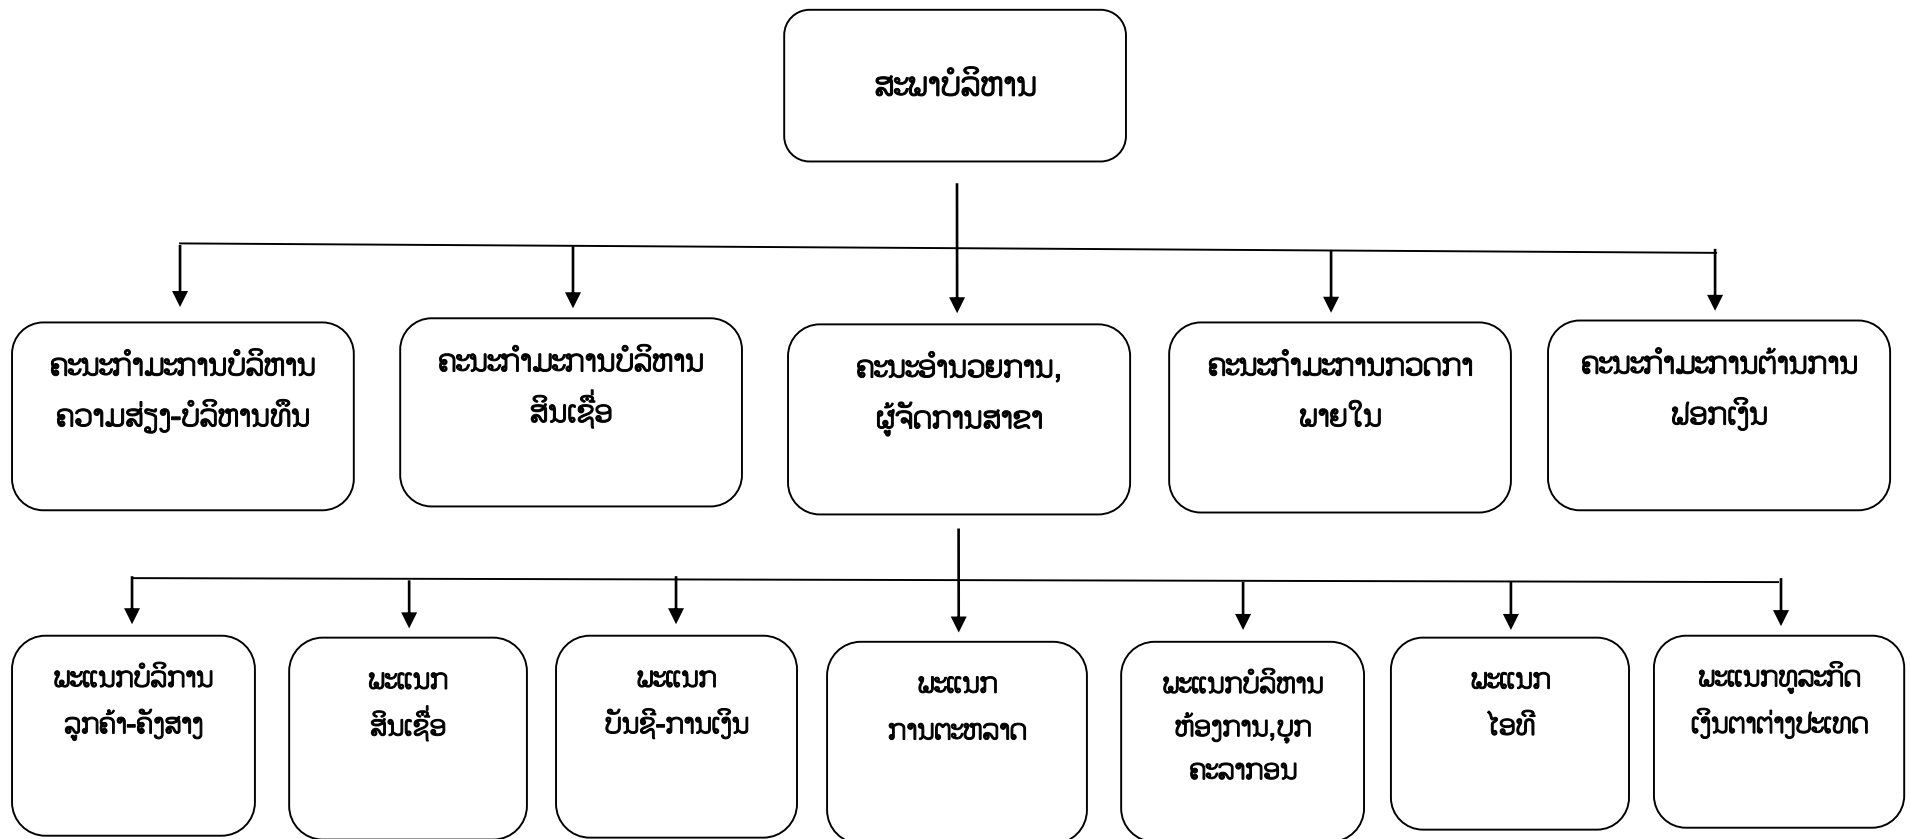 ສະພາບໍລິຫານ
ຄະນະກຳມະການບໍລິຫານ
ຄວາມສ່ຽງ-ບໍລິຫານທຶນ
ຄະນະກຳມະການບໍລິຫານ
ສິນເຊື່ອ
ຄະນະອຳນວຍການ,
ຜູ້ຈັດການສາຂາ
ຄະນະກຳມະການກວດກາ
ພາຍໃນ
ຄະນະກຳມະການຕ້ານການ
ຟອກເງິນ
ພະແນກບໍລິການ
ລູກຄ້າ-ຄັງສາງ
ພະແນກ
ສິນເຊື່ອ
ພະແນກ
ບັນຊີ-ການເງິນ
ພະແນກ
ການຕະຫລາດ
ພະແນກບໍລິຫານ
ຫ້ອງການ,ບຸກ
ຄະລາກອນ
ພະແນກ
ໄອທີ
ພະແນກທຸລະກິດ
ເງິນຕາຕ່າງປະເທດ